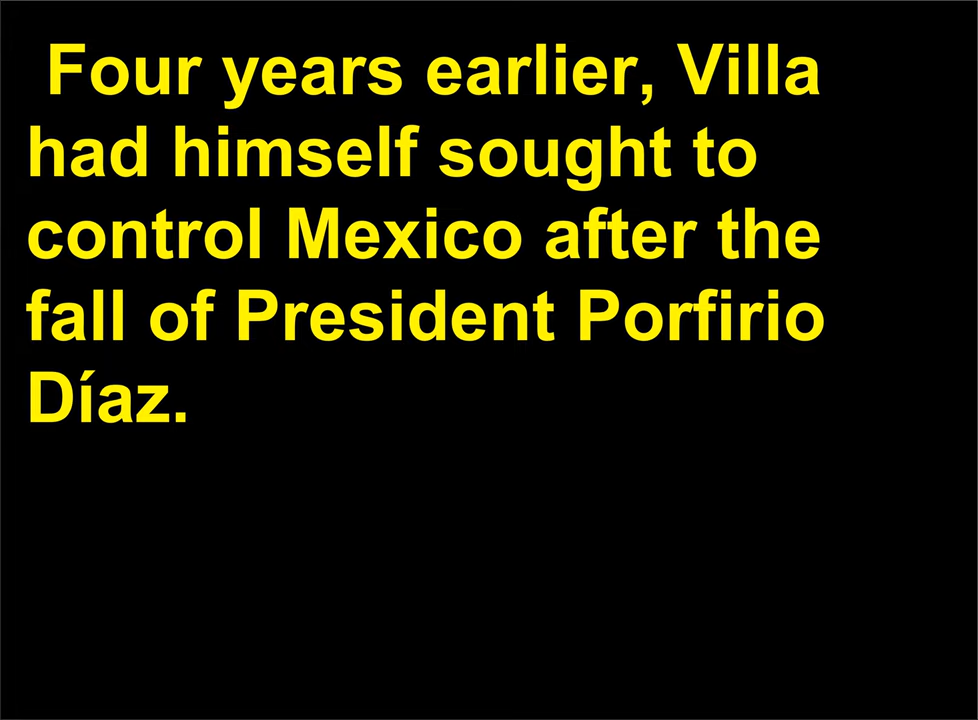 Four years earlier, Villa
had himself sought to
control Mexico after the
fall of President Porfirio
Díaz.